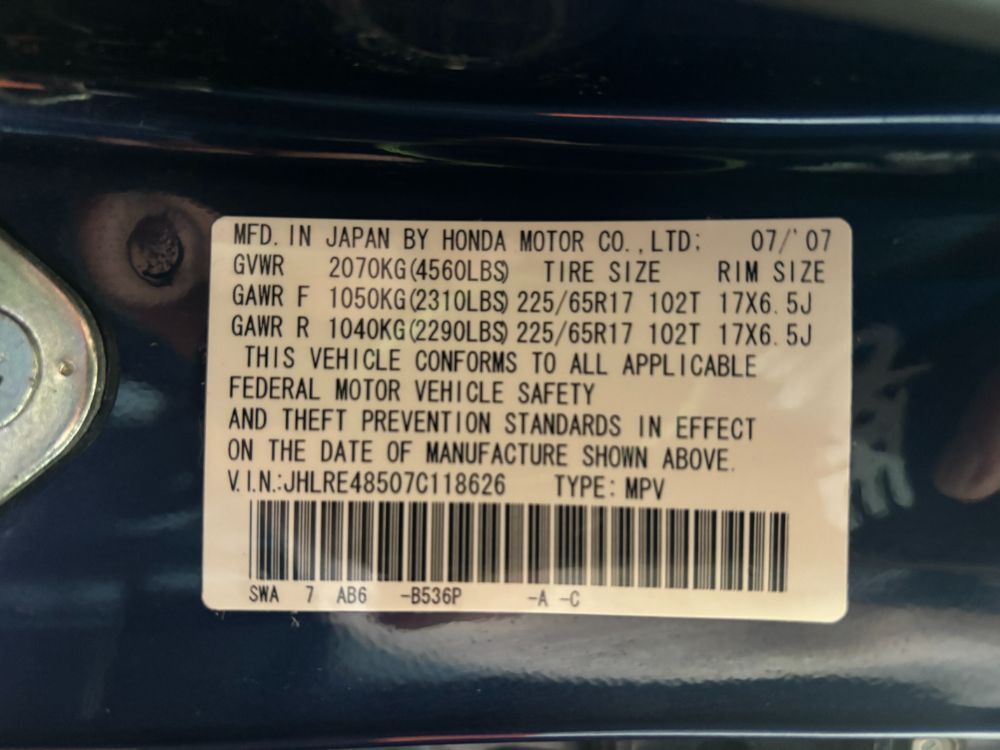 MFD. IN JAPAN BY HONDA MOTOR CO.,LTD: 07/'07
GVWR 2070KG(4560LBS) TIRE SIZE RIM SIZE
GAWR F 1050KG(2310LBS) 225/65R17 102T 17X6.5J
GAWR R 1040KG(2290LBS) 225/65R17 102T 17X6.5J
THIS VEHICLE CONFORMS TO ALL APPLICABLE
FEDERAL MOTOR VEHICLE SAFETY
AND THEFT PREVENTION STANDARDS IN EFFECT
ON THE DATE OF MANUFACTURE SHOWN ABOVE.
V.I.N.:JHLRE48507C118626 TYPE: MPV
SWA 7 AB6 -B536P -A -C